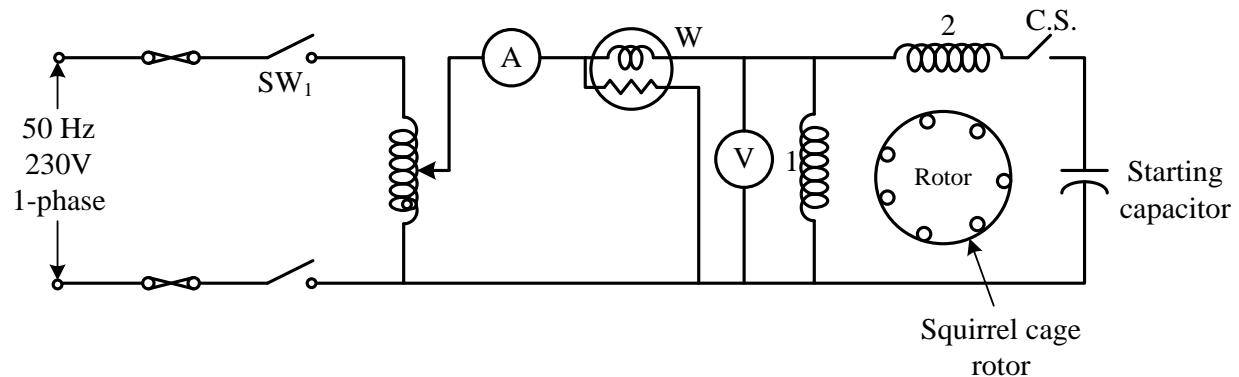 50 Hz
230V
1-phase
SW1
A
W
V
1
2
C.S.
Rotor
Starting
capacitor
Squirrel cage
rotor